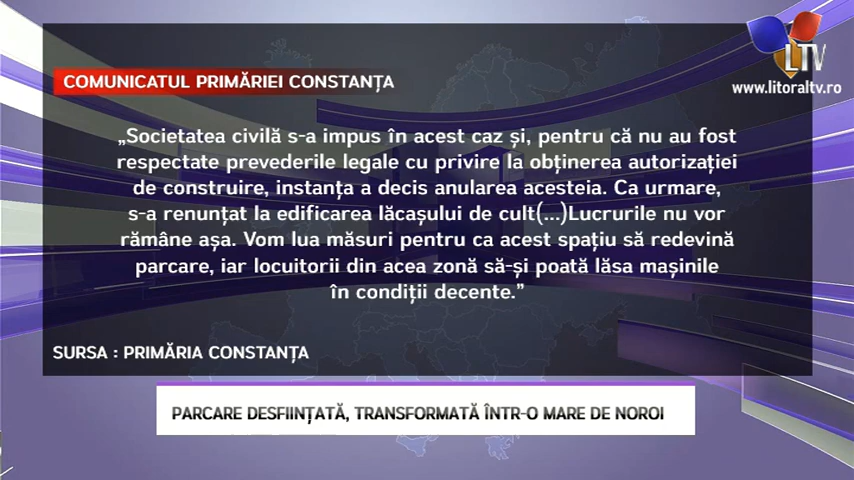 LTV
www.litoraltv.ro
COMUNICATUL PRIMĂRIEI CONSTANȚA
„Societatea civilă s-a impus în acest caz și, pentru că nu au fost
respectate prevederile legale cu privire la obținerea autorizației
de construire, instanța a decis anularea acesteia. Ca urmare,
s-a renunțat la edificarea lăcașului de cult(...)Lucrurile nu vor
rămâne așa. Vom lua măsuri pentru ca acest spațiu să redevină
parcare, iar locuitorii din acea zonă să-și poată lăsa mașinile
în condiții decente.”
SURSA : PRIMĂRIA CONSTANȚA
PARCARE DESFIINȚATĂ, TRANSFORMATĂ ÎNTR-O MARE DE NOROI